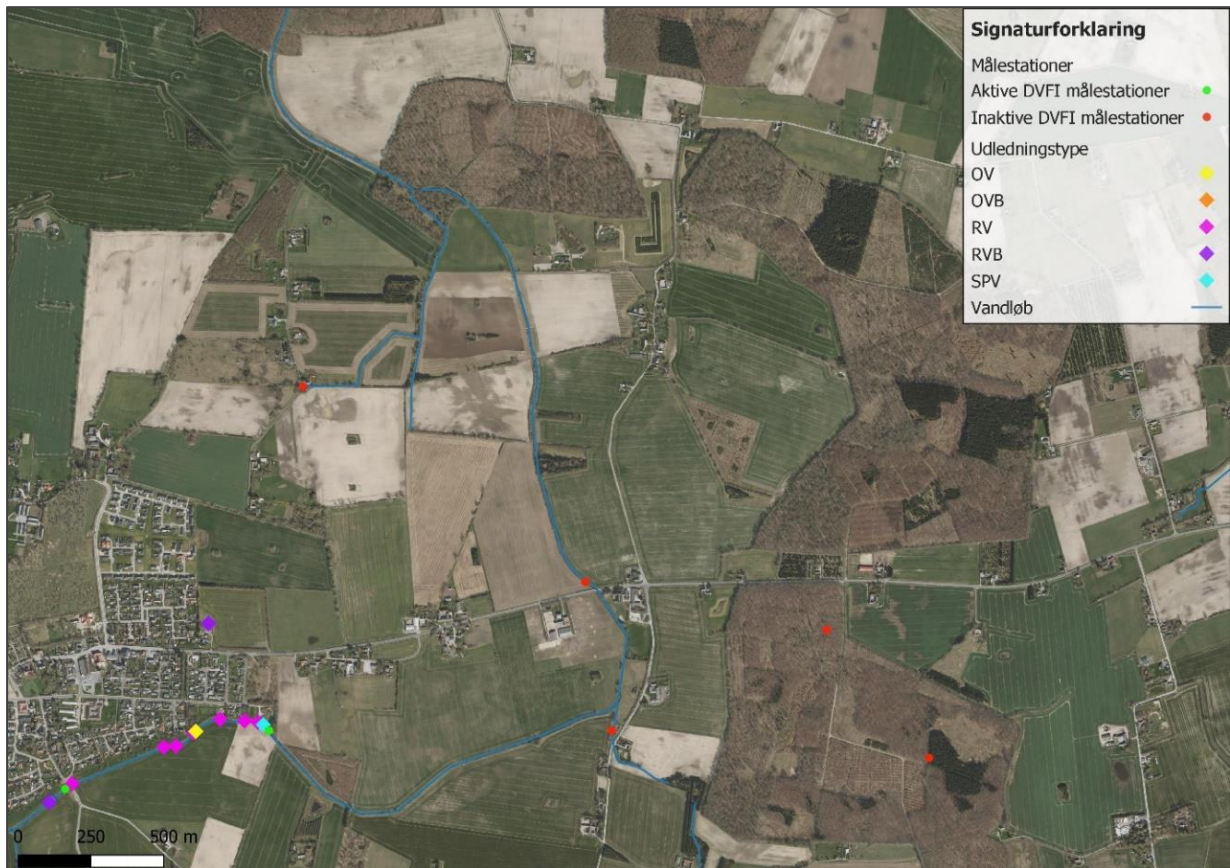 Signaturforklaring
Målestationer
Aktive DVFI målestationer
Inaktive DVFI målestationer
Udledningstype
OV
OVB
RV
RVB
SPV
Vandløb
0 250 500 m